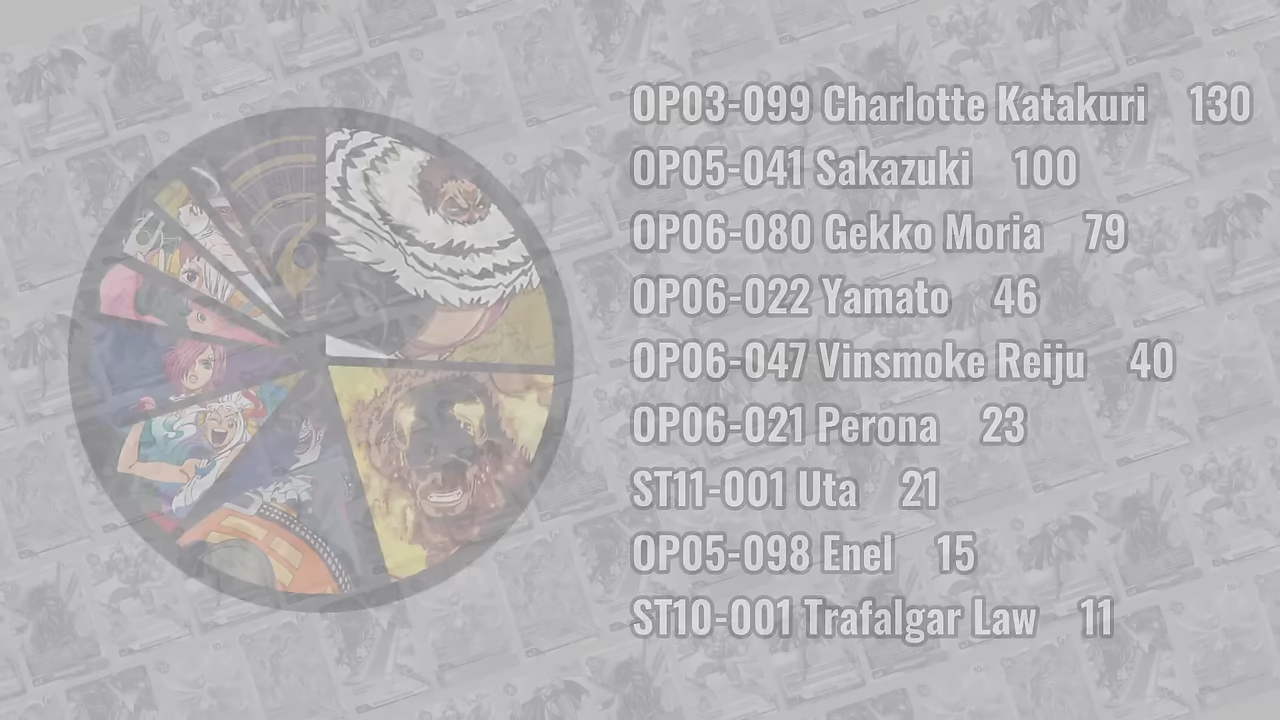 OP03-099 Charlotte Katakuri 130
OP05-041 Sakazuki 100
OP06-080 Gekko Moria 79
OP06-022 Yamato 46
OP06-047 Vinsmoke Reiju 40
OP06-021 Perona 23
ST11-001 Uta 21
OP05-098 Enel 15
ST10-001 Trafalgar Law 11